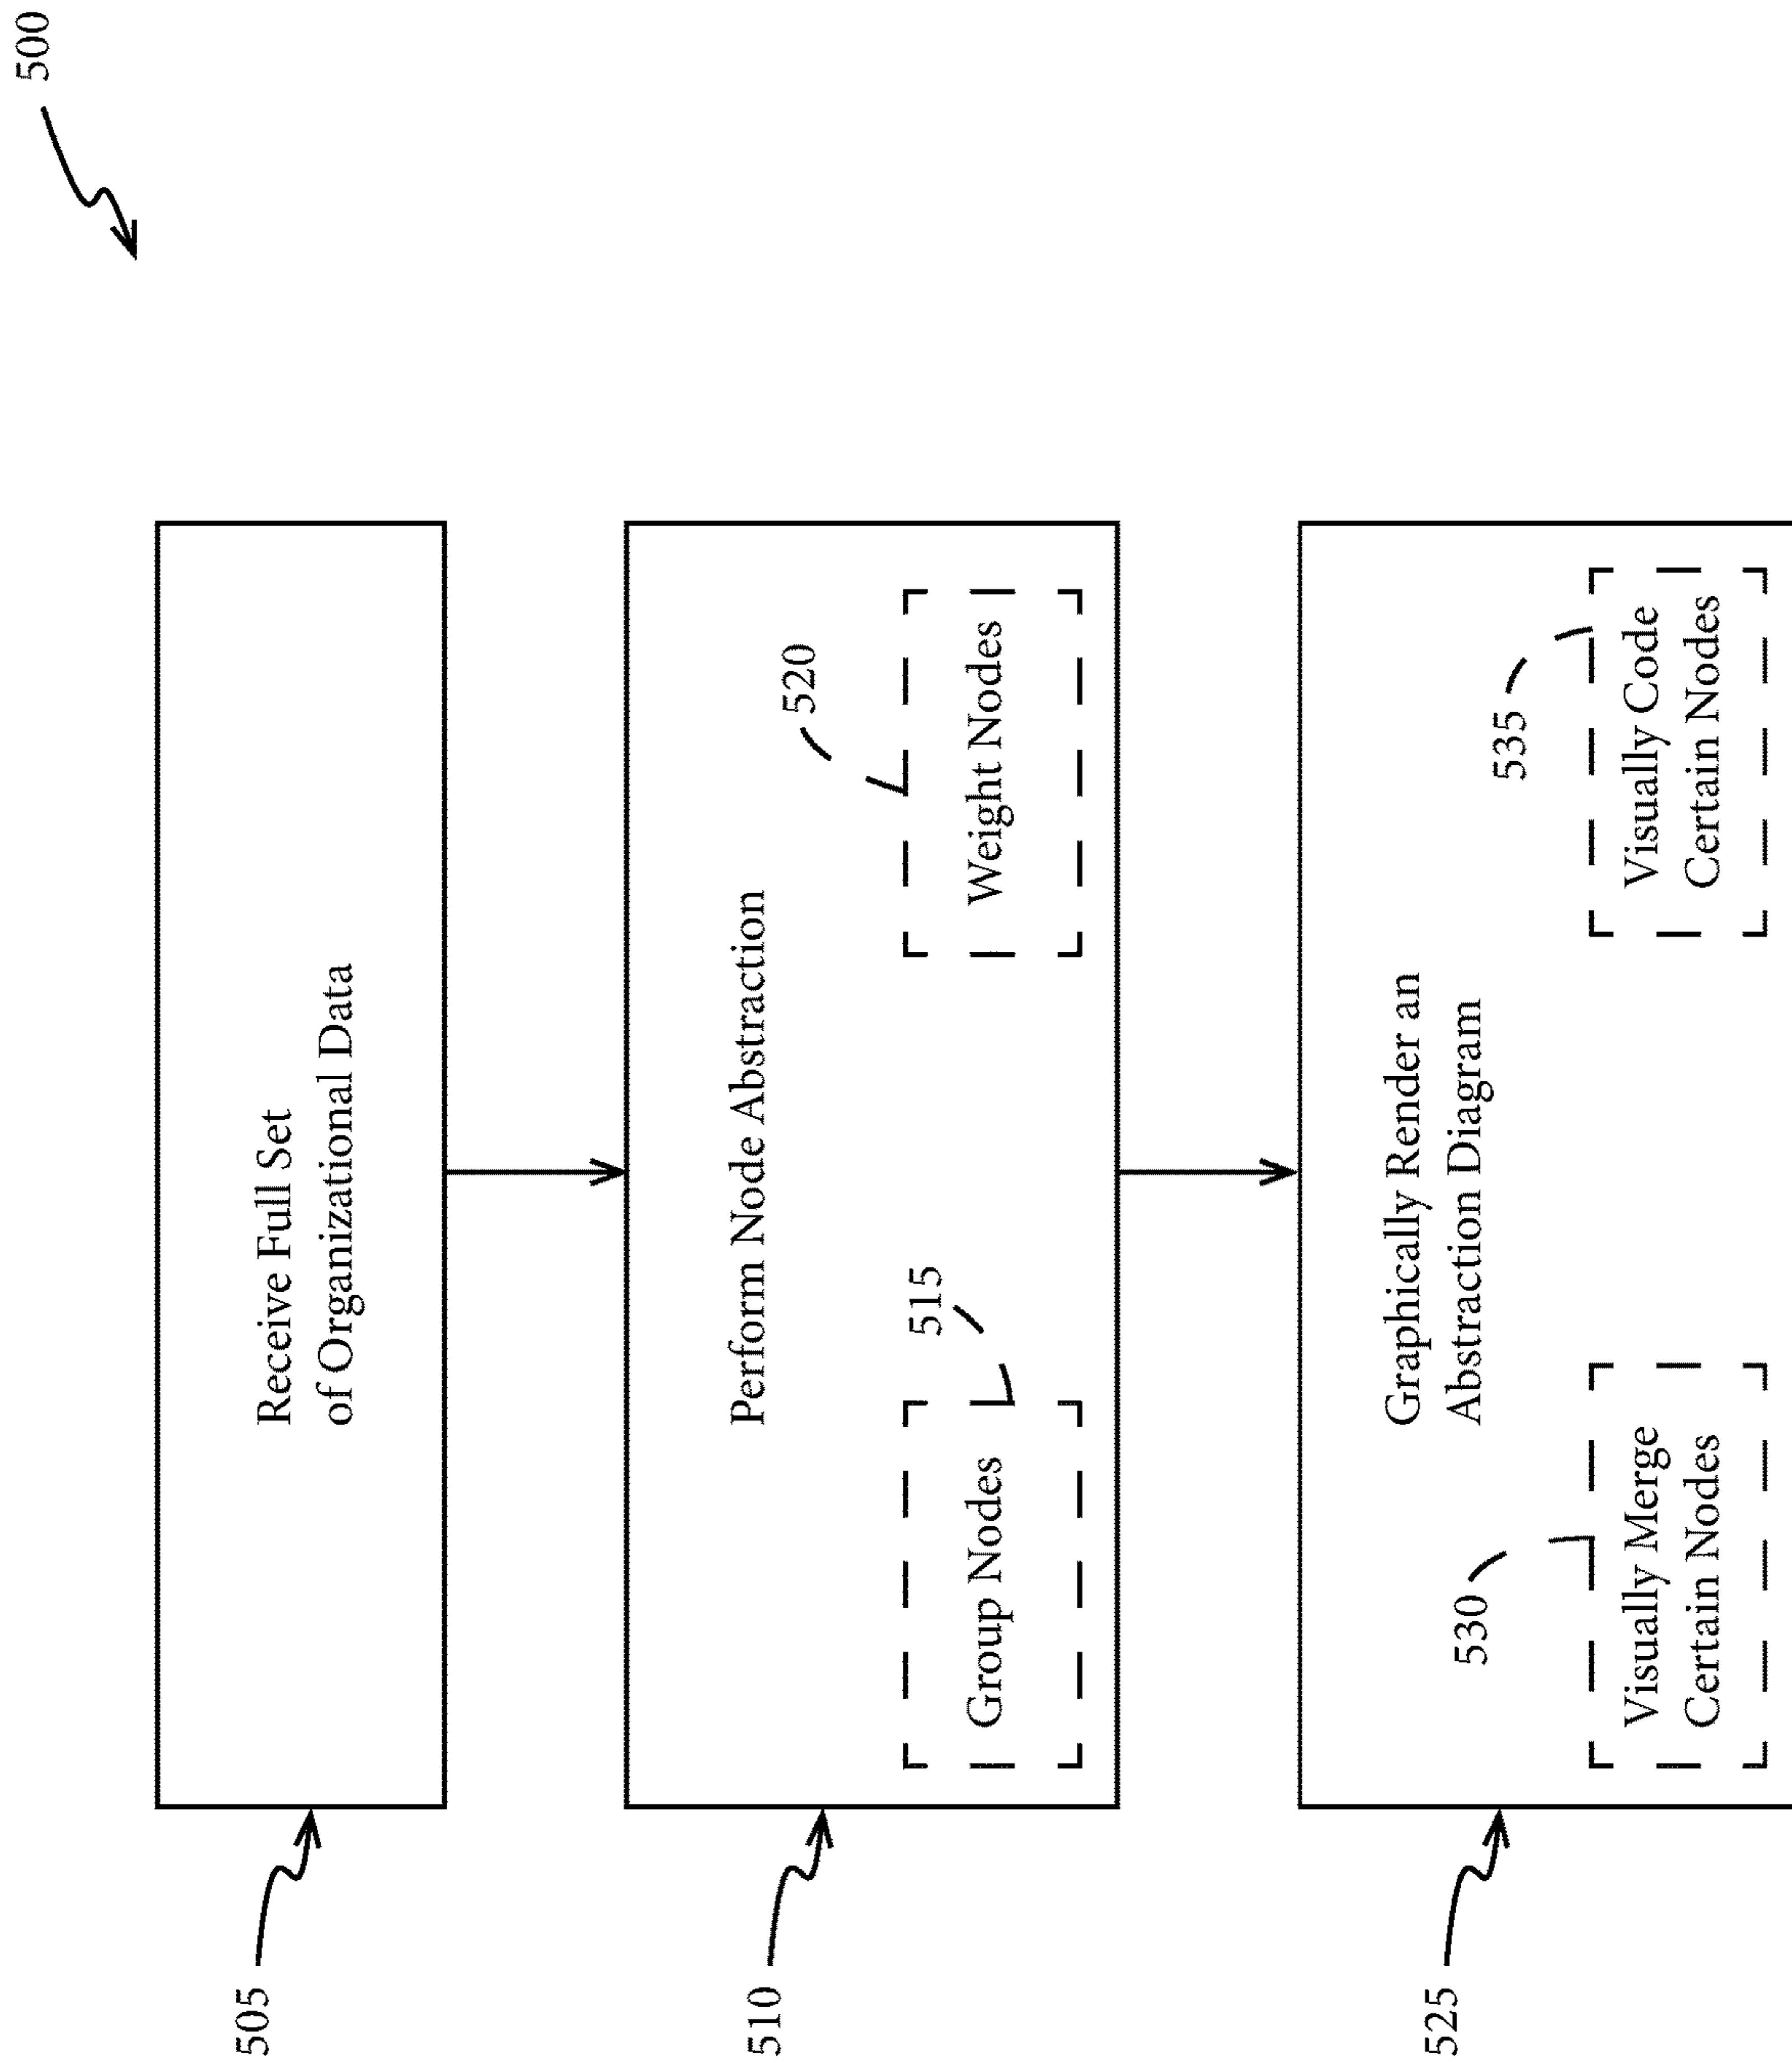 500
505
Receive Full Set
of Organizational Data
510
Perform Node Abstraction
515
Group Nodes
520
Weight Nodes
525
Graphically Render an
Abstraction Diagram
530
Visually Merge
Certain Nodes
535
Visually Code
Certain Nodes